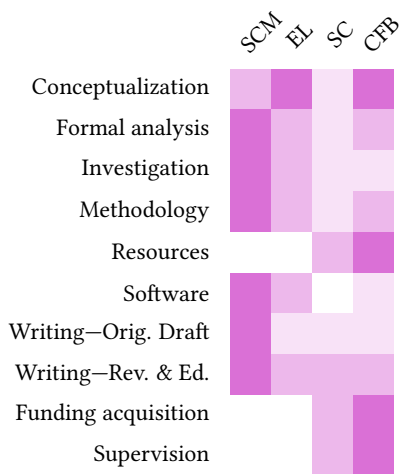 SCM EL SC CFB
Conceptualization
Formal analysis
Investigation
Methodology
Resources
Software
Writing—Orig. Draft
Writing—Rev. & Ed.
Funding acquisition
Supervision